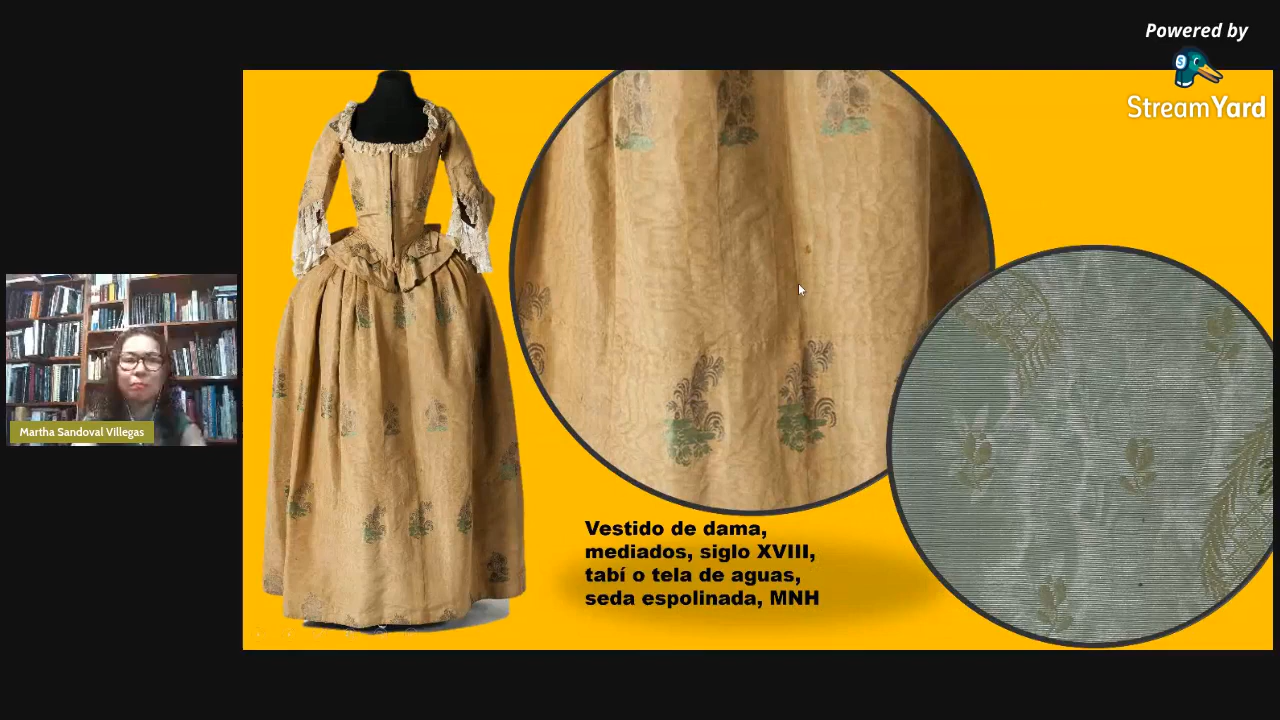 Powered by
StreamYard
Martha Sandoval Villegas
Vestido de dama,
mediados, siglo XVIII,
tabí o tela de aguas,
seda espolinada, MNH